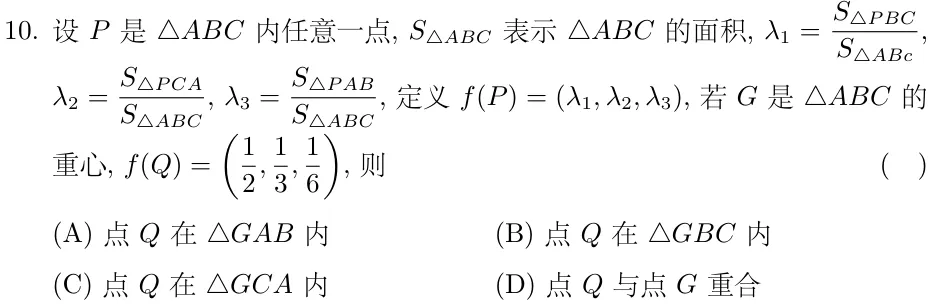 10. 设 P 是 △ABC 内任意一点, S△ABC 表示 △ABC 的面积, λ₁ = S△PBC / S△ABc,
λ₂ = S△PCA / S△ABC, λ₃ = S△PAB / S△ABC, 定义 f(P) = (λ₁, λ₂, λ₃), 若 G 是 △ABC 的
重心, f(Q) = (1/2, 1/3, 1/6), 则 ( )
(A) 点 Q 在 △GAB 内 (B) 点 Q 在 △GBC 内
(C) 点 Q 在 △GCA 内 (D) 点 Q 与点 G 重合